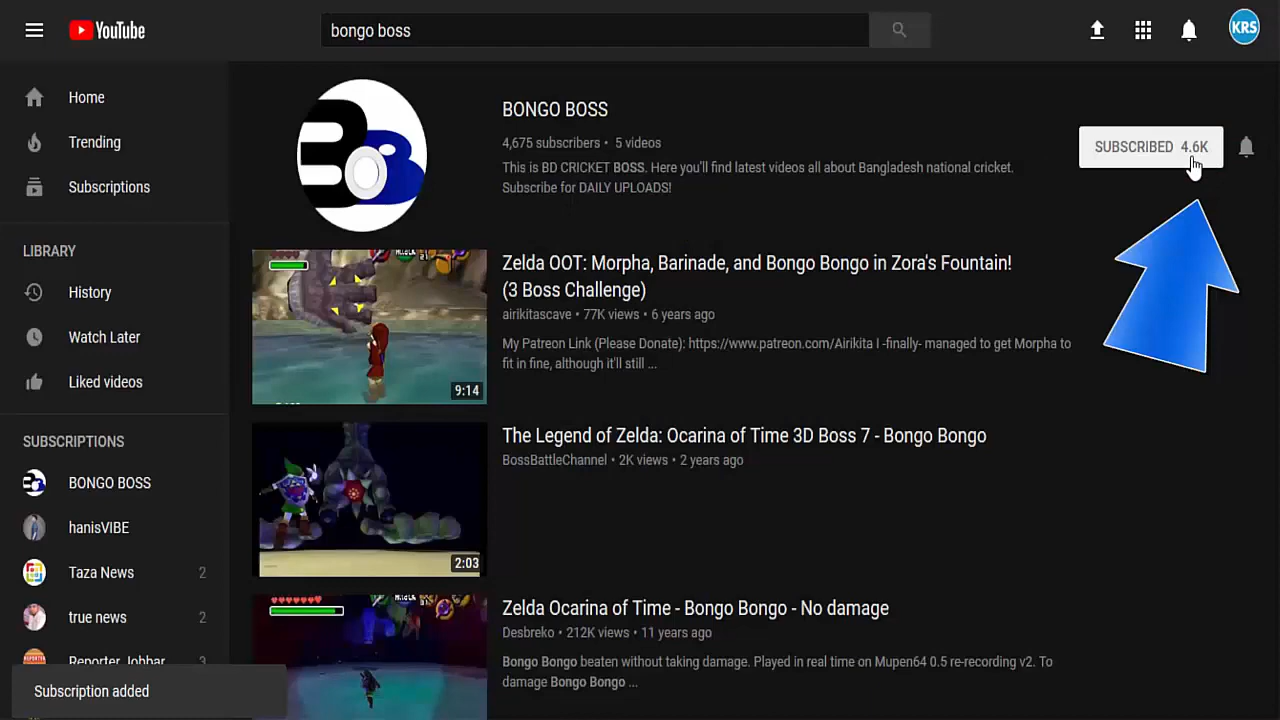 YouTube
bongo boss
KRS
Home
Trending
Subscriptions
LIBRARY
History
Watch Later
Liked videos
SUBSCRIPTIONS
BONGO BOSS
hanisVIBE
Taza News 2
true news 2
Reporter Jobbar 3
Subscription added
BONGO BOSS
4,675 subscribers • 5 videos
This is BD CRICKET BOSS. Here you'll find latest videos all about Bangladesh national cricket.
Subscribe for DAILY UPLOADS!
SUBSCRIBED 4.6K
Zelda OOT: Morpha, Barinade, and Bongo Bongo in Zora's Fountain!
(3 Boss Challenge)
airikitascave • 77K views • 6 years ago
My Patreon Link (Please Donate): https://www.patreon.com/Airikita I -finally- managed to get Morpha to
fit in fine, although it'll still ...
9:14
The Legend of Zelda: Ocarina of Time 3D Boss 7 - Bongo Bongo
BossBattleChannel • 2K views • 2 years ago
2:03
Zelda Ocarina of Time - Bongo Bongo - No damage
Desbreko • 212K views • 11 years ago
Bongo Bongo beaten without taking damage. Played in real time on Mupen64 0.5 re-recording v2. To
damage Bongo Bongo ...